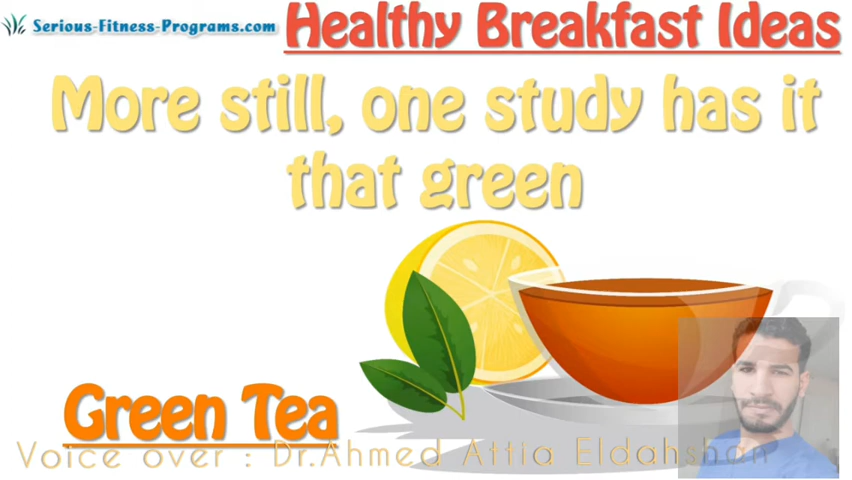 Serious-Fitness-Programs.com
Healthy Breakfast Ideas
More still, one study has it
that green
Green Tea
Voice over : Dr.Ahmed Attia Eldahshan